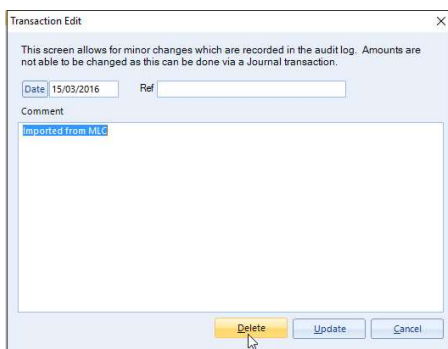 Transaction Edit
This screen allows for minor changes which are recorded in the audit log. Amounts are
not able to be changed as this can be done via a Journal transaction.
Date 15/03/2016 Ref
Comment
Imported from MLC
Delete Update Cancel